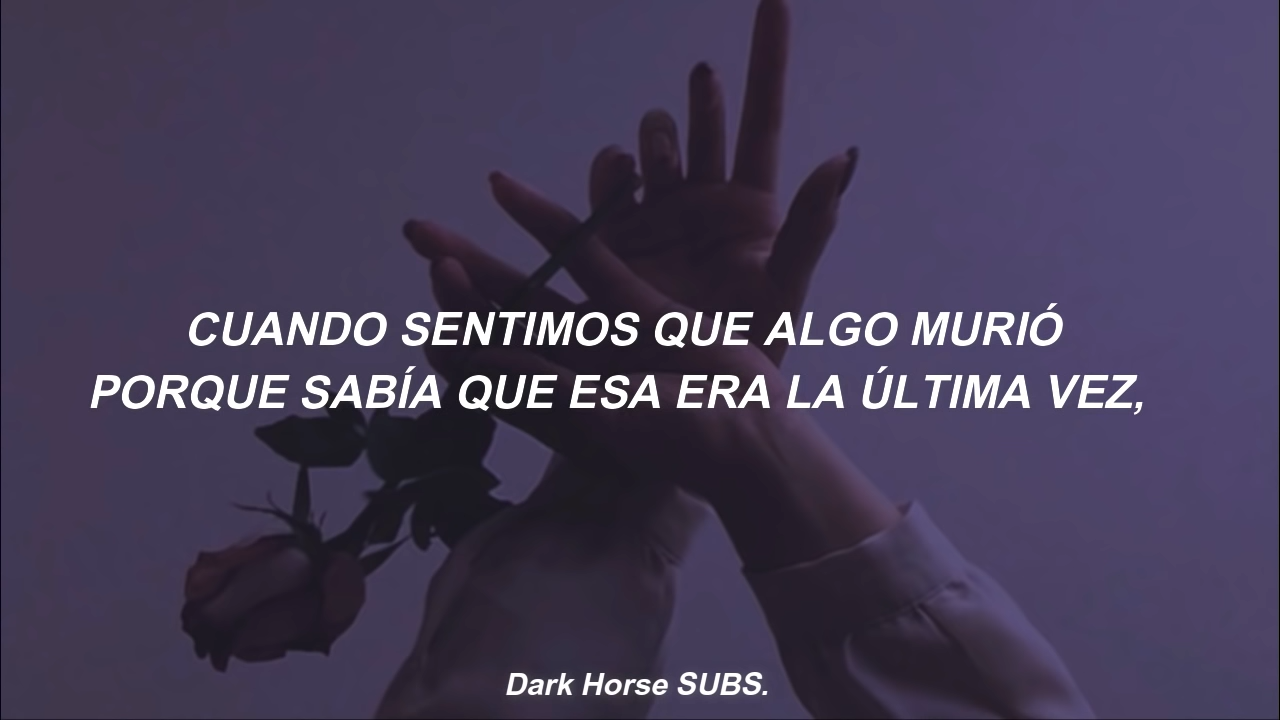 CUANDO SENTIMOS QUE ALGO MURIÓ
PORQUE SABÍA QUE ESA ERA LA ÚLTIMA VEZ,
Dark Horse SUBS.